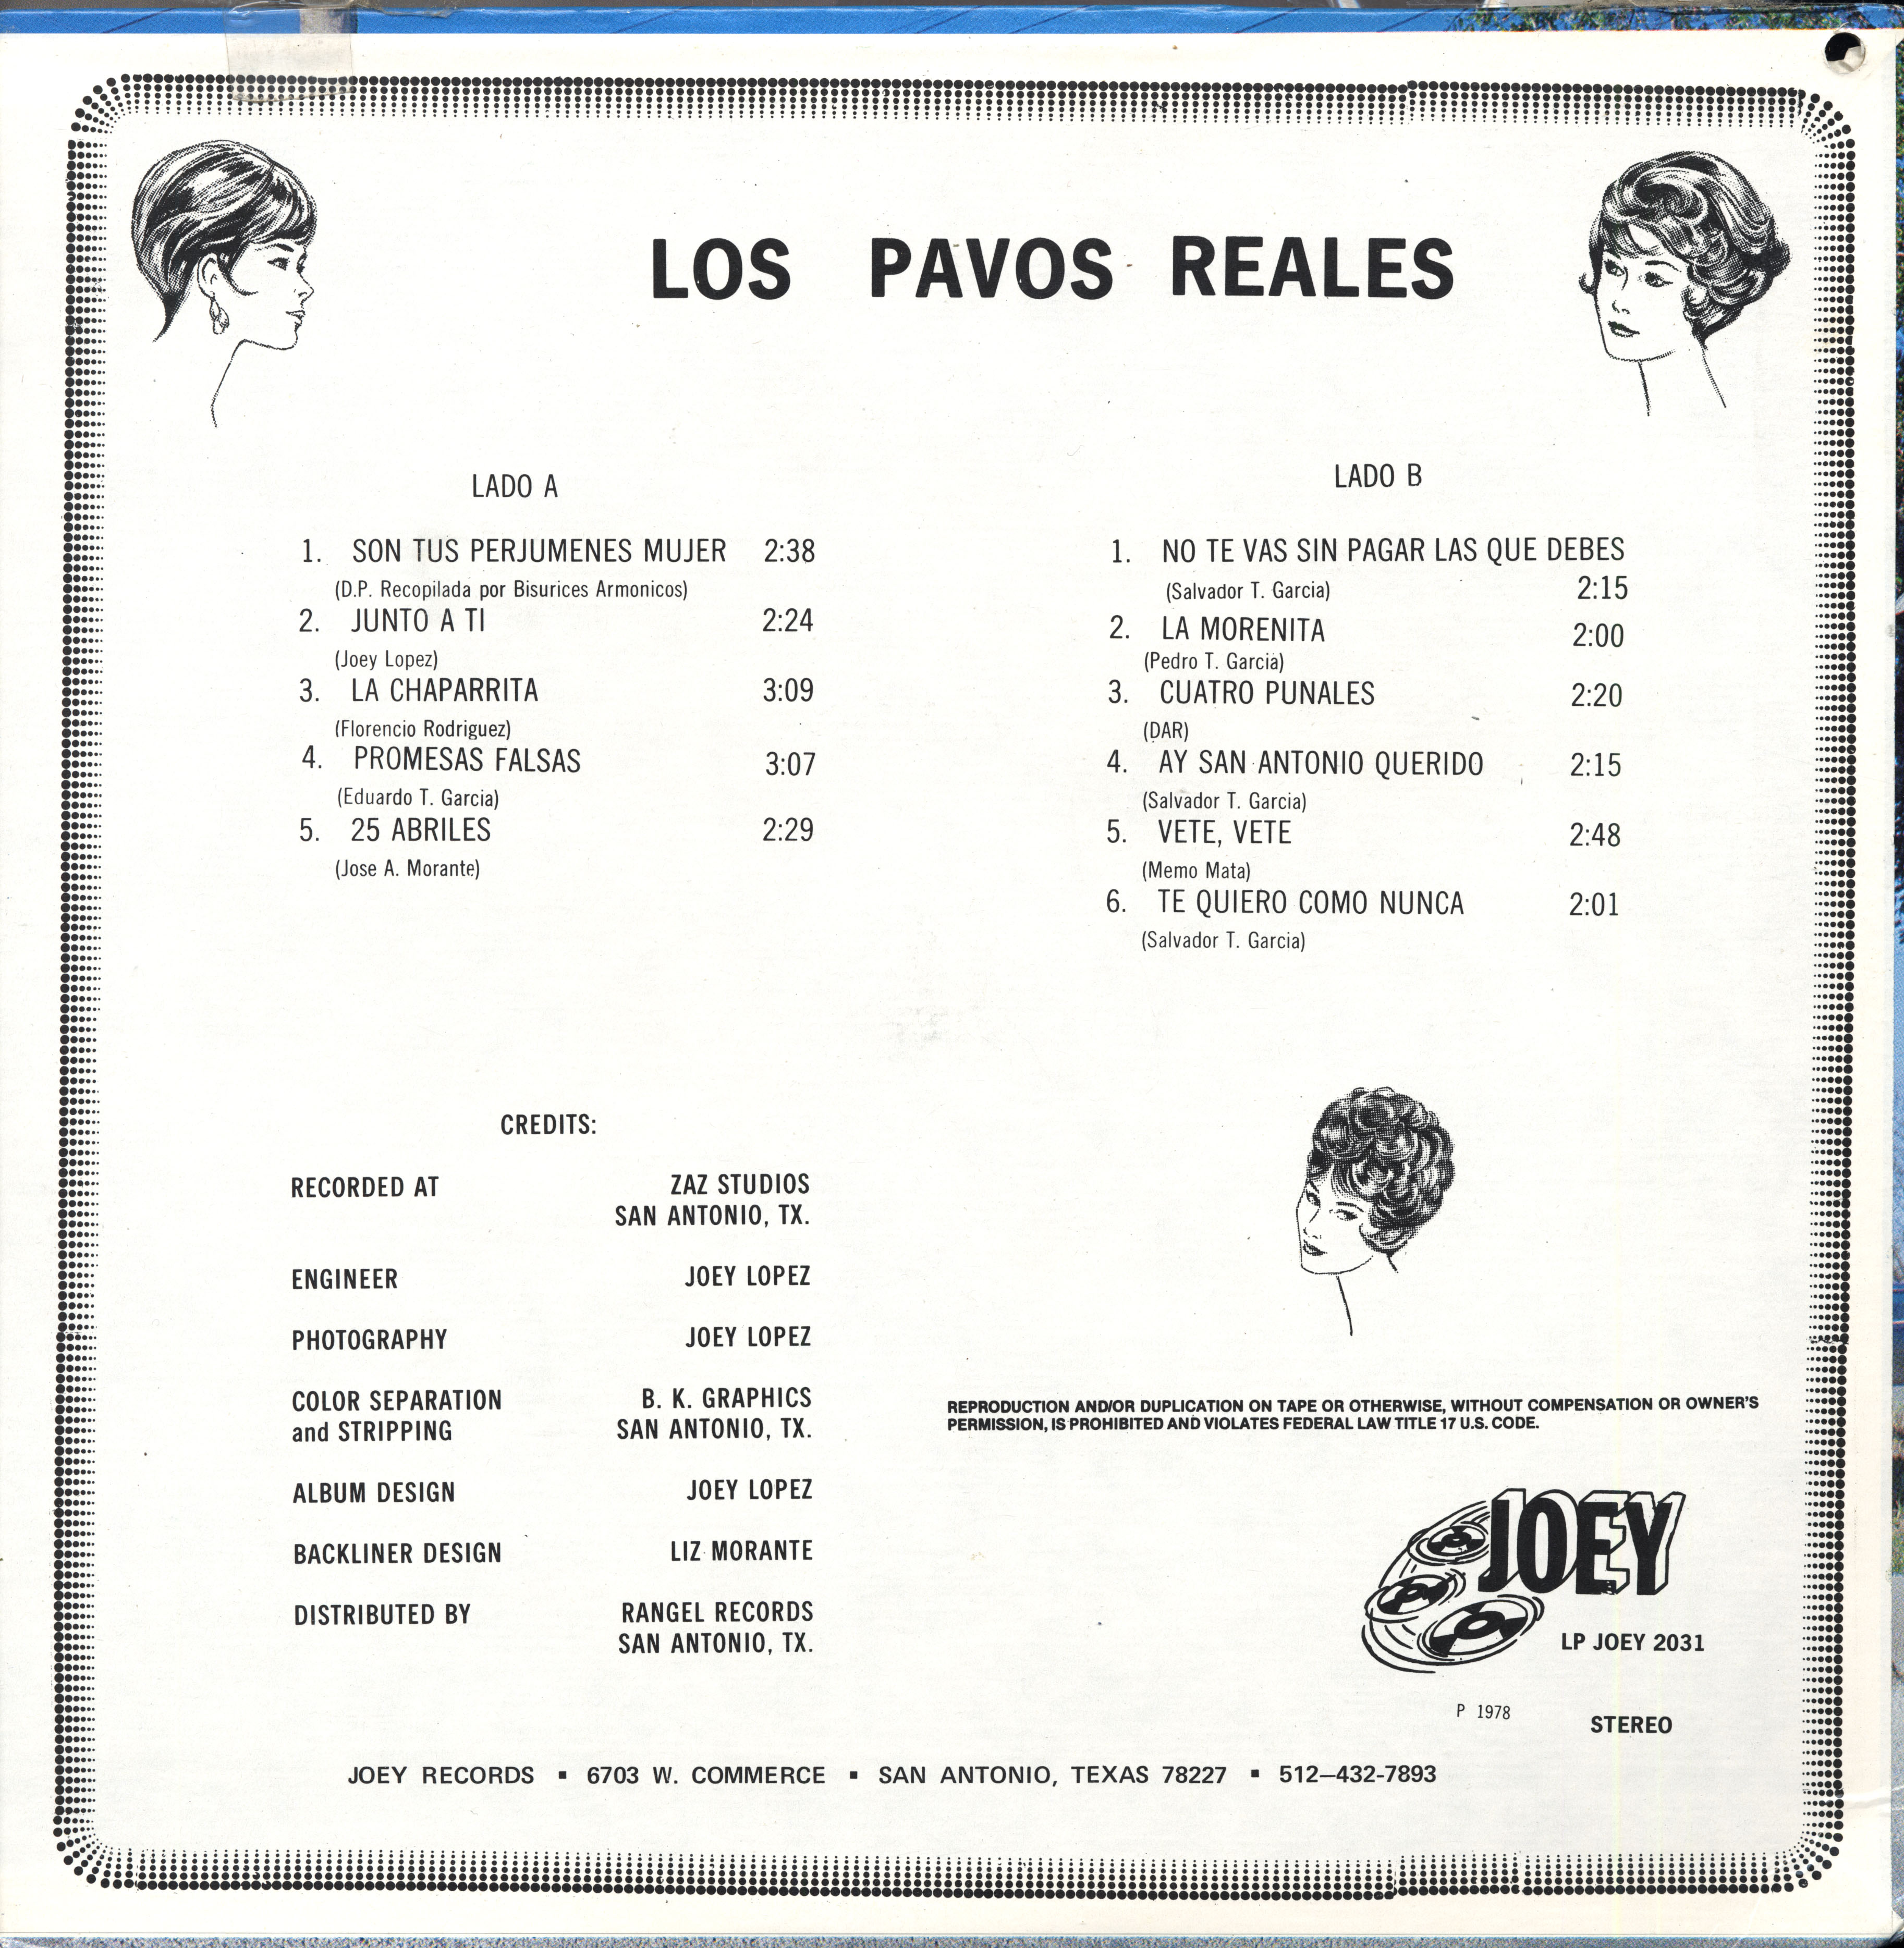 LOS PAVOS REALES
LADO A
1. SON TUS PERJUMENES MUJER 2:38
(D.P. Recopilada por Bisurices Armonicos)
2. JUNTO A TI 2:24
(Joey Lopez)
3. LA CHAPARRITA 3:09
(Florencio Rodriguez)
4. PROMESAS FALSAS 3:07
(Eduardo T. Garcia)
5. 25 ABRILES 2:29
(Jose A. Morante)
LADO B
1. NO TE VAS SIN PAGAR LAS QUE DEBES
(Salvador T. Garcia) 2:15
2. LA MORENITA 2:00
(Pedro T. Garcia)
3. CUATRO PUNALES 2:20
(DAR)
4. AY SAN ANTONIO QUERIDO 2:15
(Salvador T. Garcia)
5. VETE, VETE 2:48
(Memo Mata)
6. TE QUIERO COMO NUNCA 2:01
(Salvador T. Garcia)
CREDITS:
RECORDED AT ZAZ STUDIOS
SAN ANTONIO, TX.
ENGINEER JOEY LOPEZ
PHOTOGRAPHY JOEY LOPEZ
COLOR SEPARATION B. K. GRAPHICS
and STRIPPING SAN ANTONIO, TX.
ALBUM DESIGN JOEY LOPEZ
BACKLINER DESIGN LIZ MORANTE
DISTRIBUTED BY RANGEL RECORDS
SAN ANTONIO, TX.
REPRODUCTION AND/OR DUPLICATION ON TAPE OR OTHERWISE, WITHOUT COMPENSATION OR OWNER'S
PERMISSION, IS PROHIBITED AND VIOLATES FEDERAL LAW TITLE 17 U.S. CODE.
JOEY
LP JOEY 2031
P 1978
STEREO
JOEY RECORDS ▪ 6703 W. COMMERCE ▪ SAN ANTONIO, TEXAS 78227 ▪ 512–432-7893